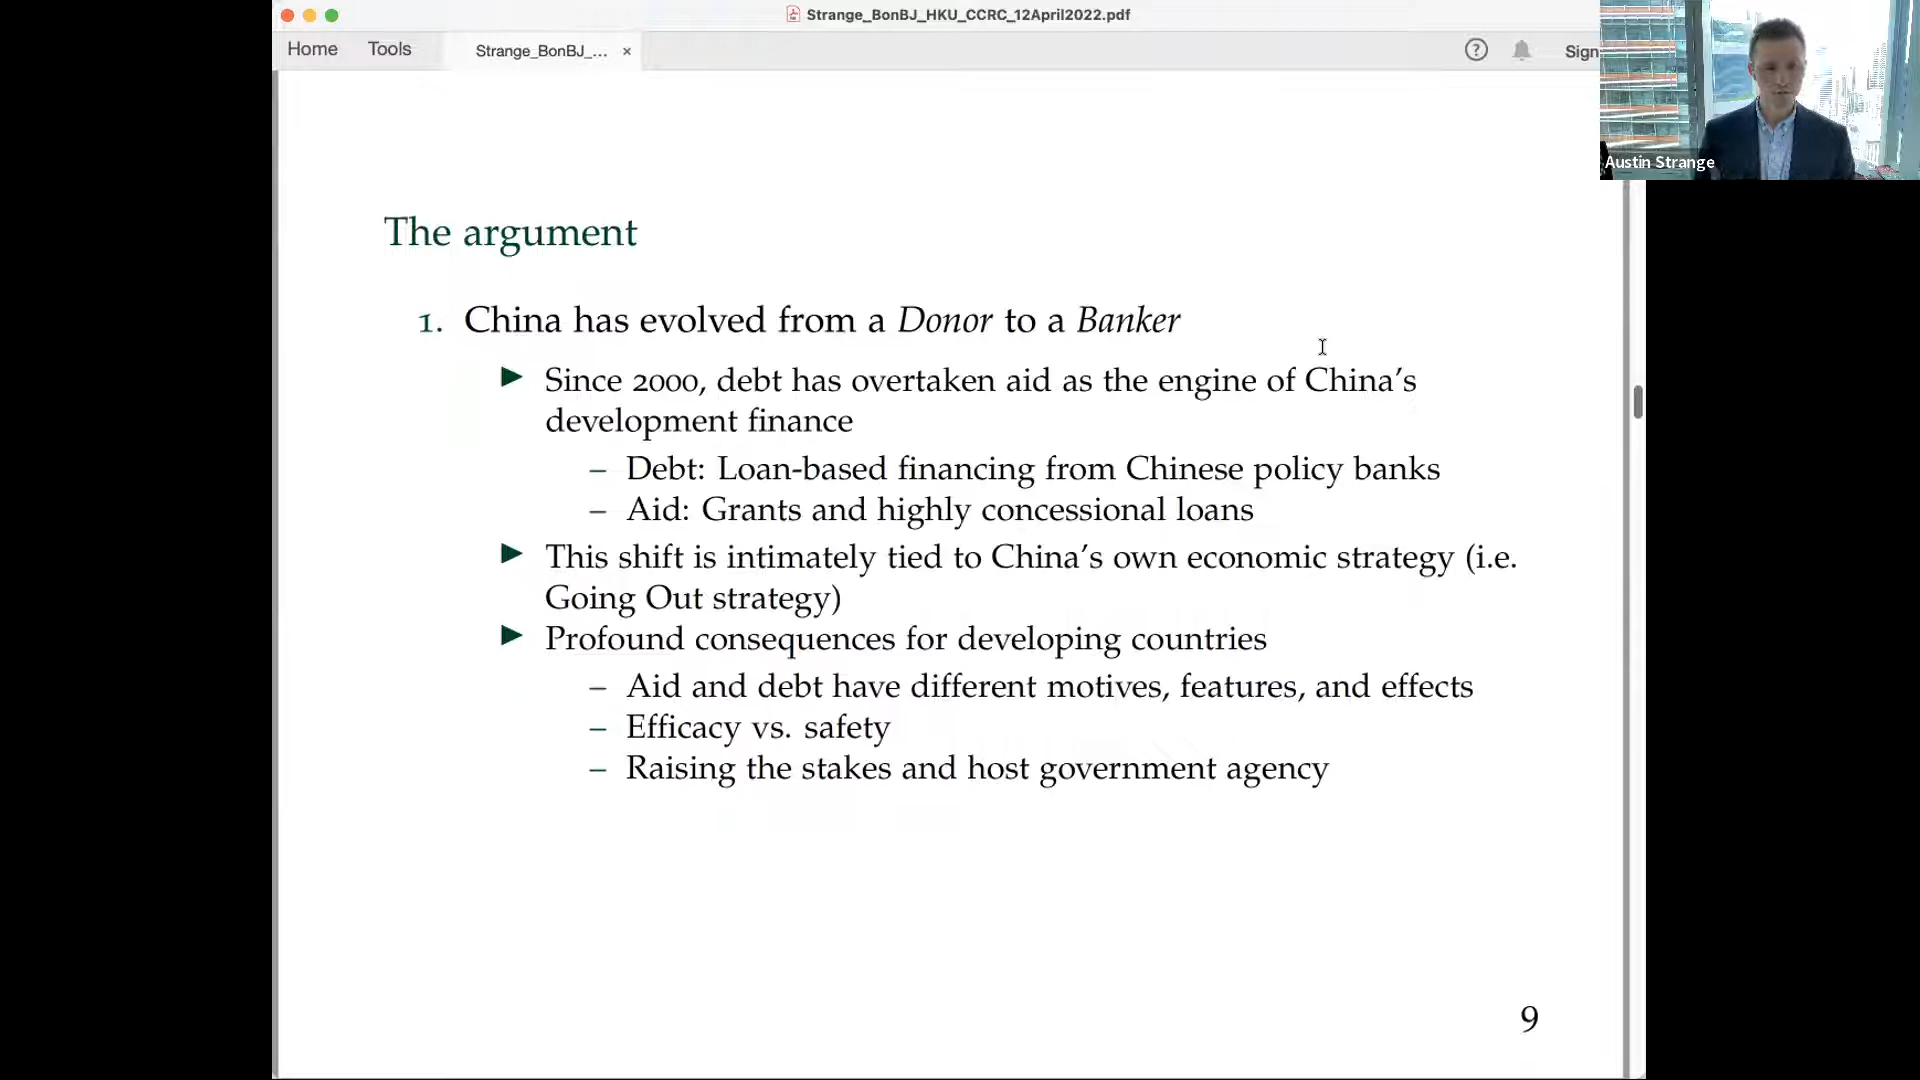 Strange_BonBJ_HKU_CCRC_12April2022.pdf
Home Tools Strange_BonBJ_... × ? Sign
Austin Strange
The argument
1. China has evolved from a Donor to a Banker
▶ Since 2000, debt has overtaken aid as the engine of China's
development finance
– Debt: Loan-based financing from Chinese policy banks
– Aid: Grants and highly concessional loans
▶ This shift is intimately tied to China's own economic strategy (i.e.
Going Out strategy)
▶ Profound consequences for developing countries
– Aid and debt have different motives, features, and effects
– Efficacy vs. safety
– Raising the stakes and host government agency
9